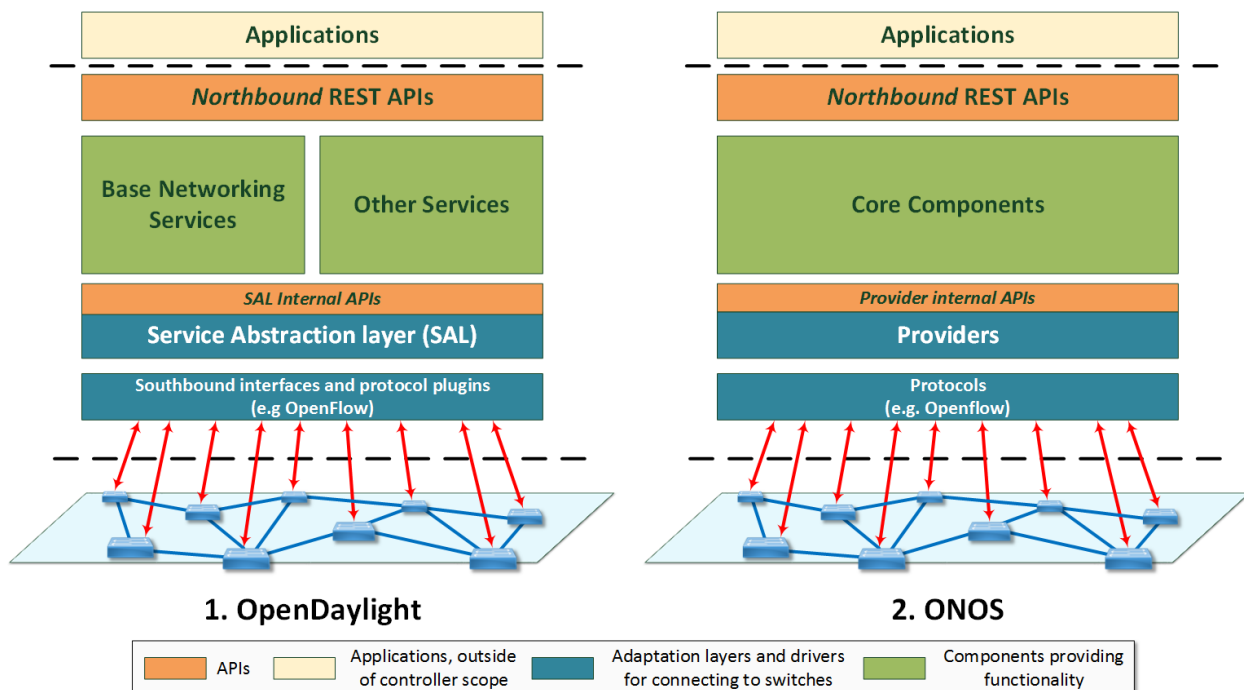 Applications
Northbound REST APIs
Base Networking
Services
Other Services
SAL Internal APIs
Service Abstraction layer (SAL)
Southbound interfaces and protocol plugins
(e.g OpenFlow)
1. OpenDaylight
Applications
Northbound REST APIs
Core Components
Provider internal APIs
Providers
Protocols
(e.g. Openflow)
2. ONOS
APIs
Applications, outside
of controller scope
Adaptation layers and drivers
for connecting to switches
Components providing
functionality